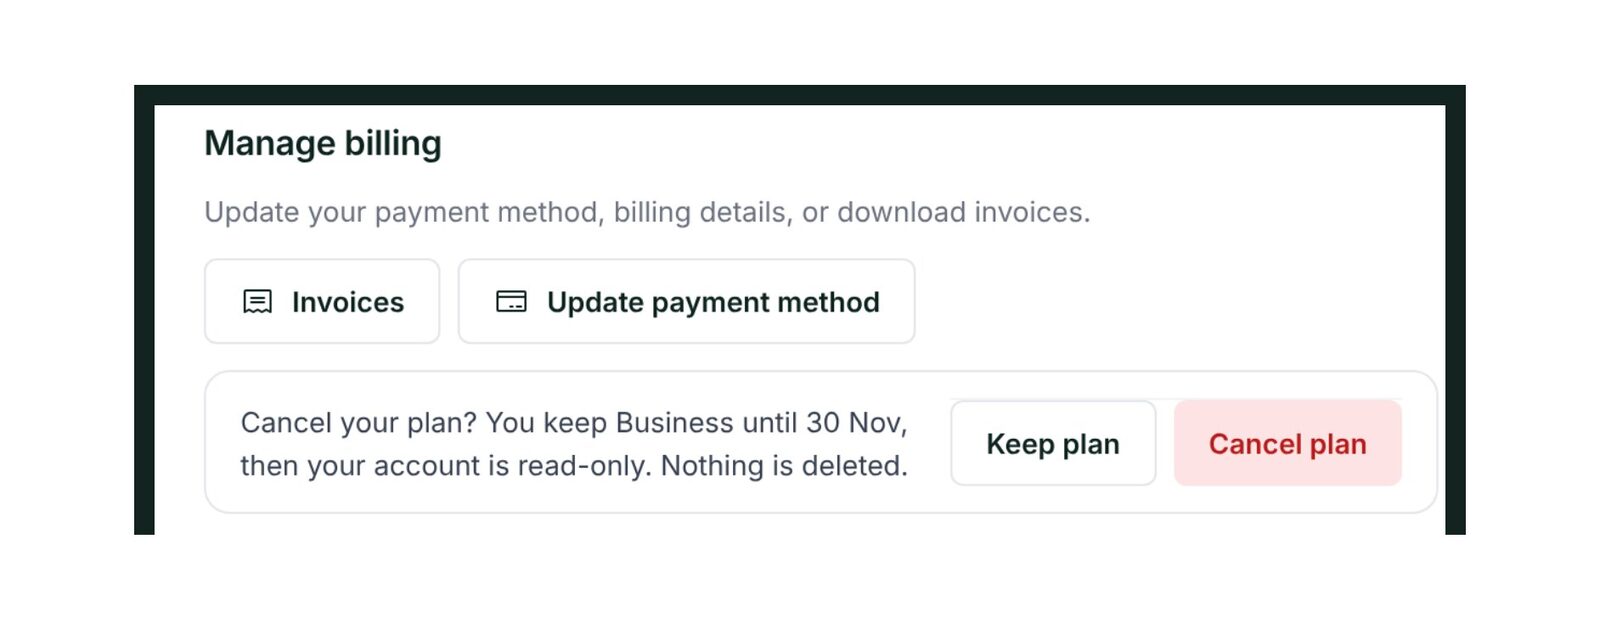 Manage billing
Update your payment method, billing details, or download invoices.
Invoices
Update payment method
Cancel your plan? You keep Business until 30 Nov,
then your account is read-only. Nothing is deleted.
Keep plan
Cancel plan